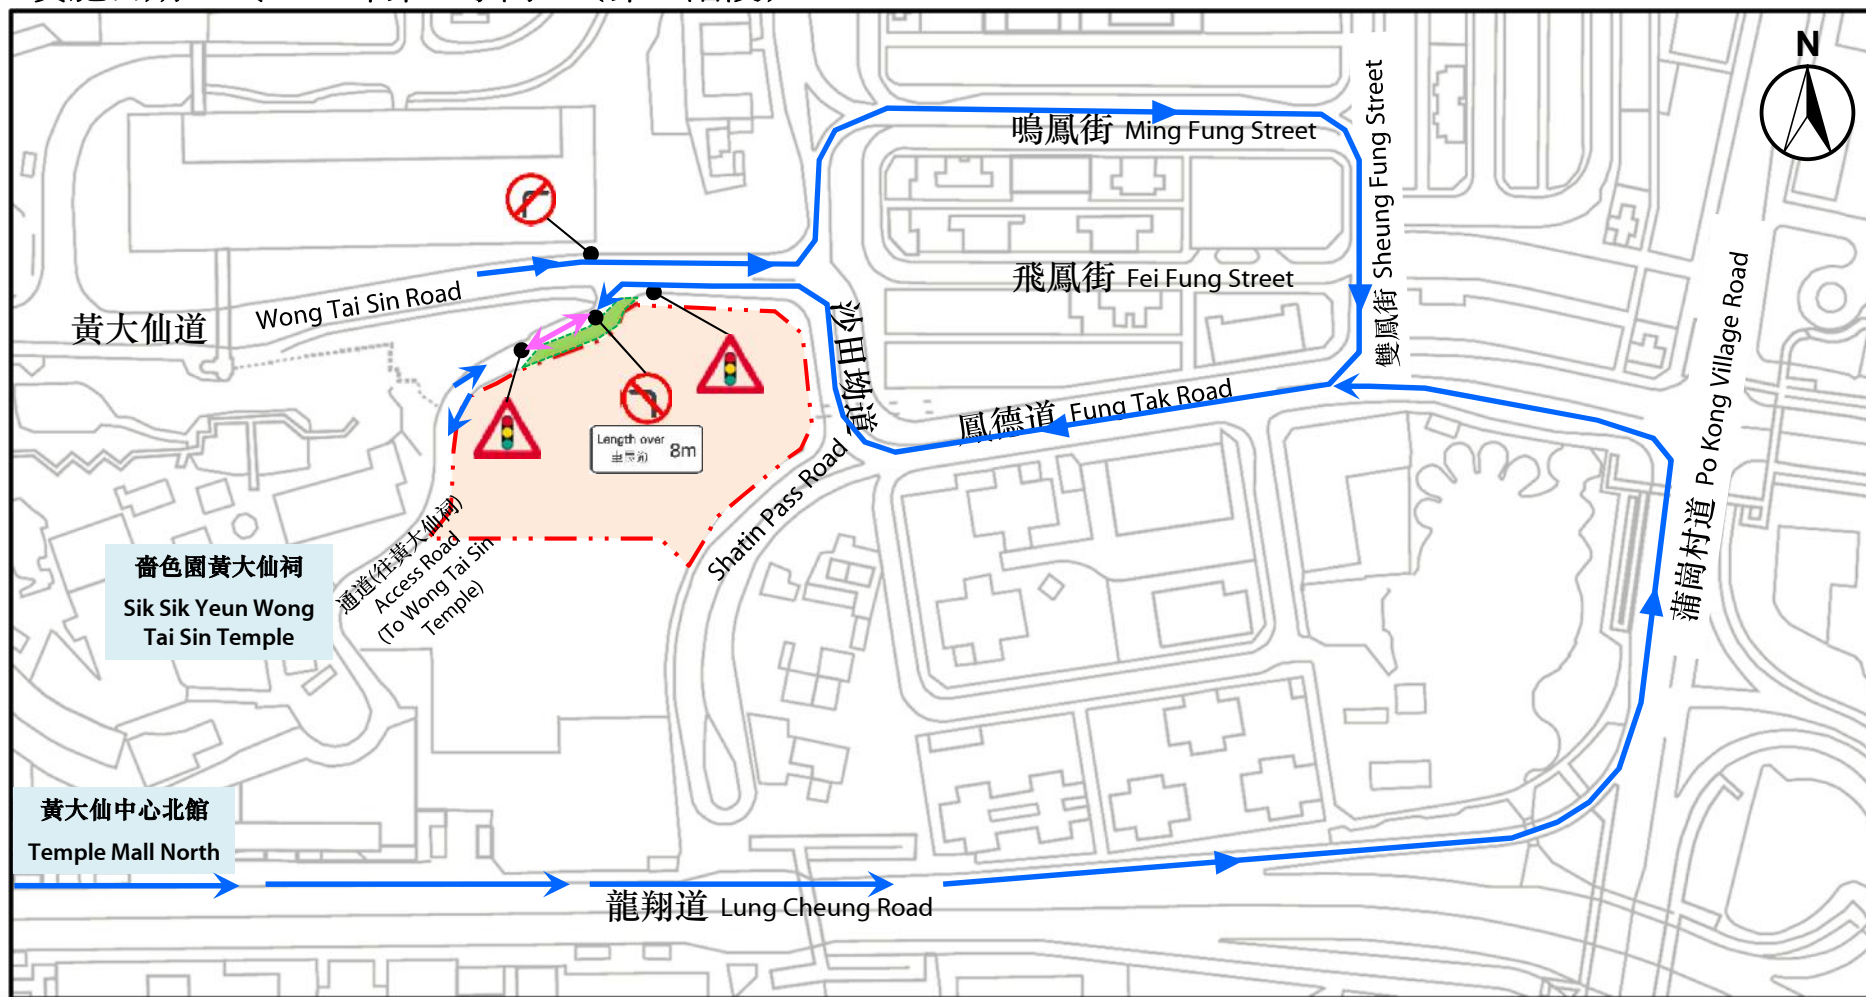 N
鳴鳳街 Ming Fung Street
雙鳳街 Sheung Fung Street
飛鳳街 Fei Fung Street
黃大仙道 Wong Tai Sin Road
沙田坳道 Shatin Pass Road
鳳德道 Fung Tak Road
蒲崗村道 Po Kong Village Road
Length over
8m
通道(往黃大仙祠)
Access Road
(To Wong Tai Sin
Temple)
嗇色園黃大仙祠
Sik Sik Yeun Wong
Tai Sin Temple
黃大仙中心北館
Temple Mall North
龍翔道 Lung Cheung Road